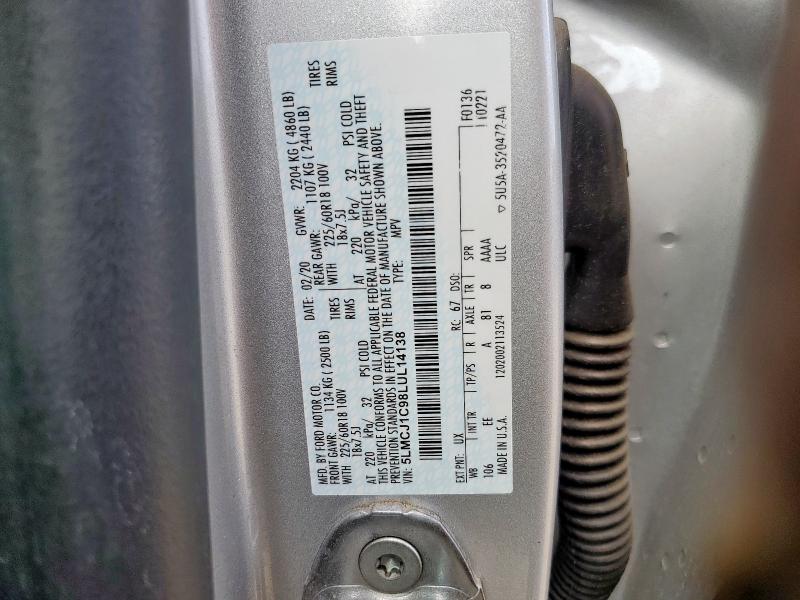 MFD. BY FORD MOTOR CO.
DATE: 02/20 GVWR: 2204 KG ( 4860 LB)
FRONT GAWR: 1134 KG ( 2500 LB) REAR GAWR: 1107 KG ( 2440 LB)
WITH 225/60R18 100V TIRES WITH 225/60R18 100V TIRES
18x7.5J RIMS 18x7.5J RIMS
AT 220 kPa/ 32 PSI COLD AT 220 kPa/ 32 PSI COLD
THIS VEHICLE CONFORMS TO ALL APPLICABLE FEDERAL MOTOR VEHICLE SAFETY AND THEFT
PREVENTION STANDARDS IN EFFECT ON THE DATE OF MANUFACTURE SHOWN ABOVE.
VIN: 5LMCJ1C98LUL14138 TYPE: MPV
F0136
110221
EXT PNT: UX RC: 67 DSO:
WB INT TR TP/PS R AXLE TR SPR
106 EE A 81 8 AAAA
MADE IN U.S.A. 1202002113524 ULC
▽ 5U5A-3520472-AA